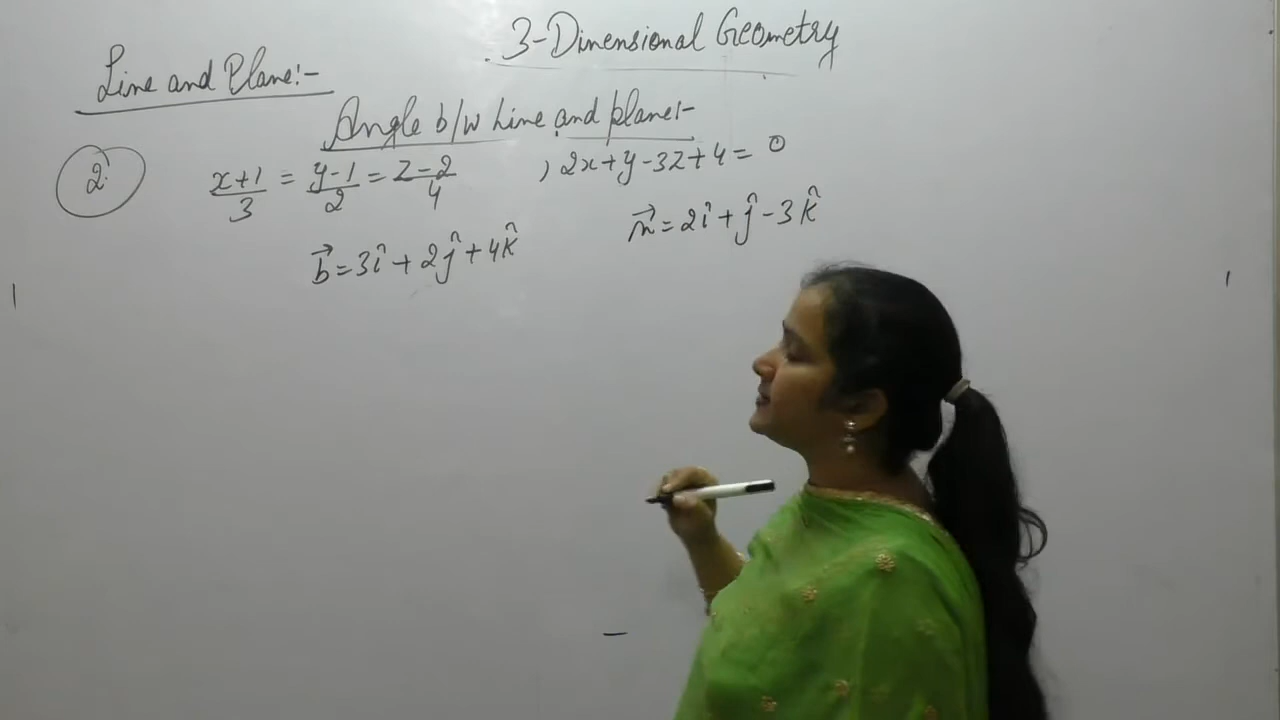 3-Dimensional Geometry
Line and Plane:-
Angle b/w Line and plane:-
2. (x+1)/3 = (y-1)/2 = (z-2)/4 , 2x+y-3z+4=0
b⃗ = 3î + 2ĵ + 4k̂ n⃗ = 2î + ĵ - 3k̂